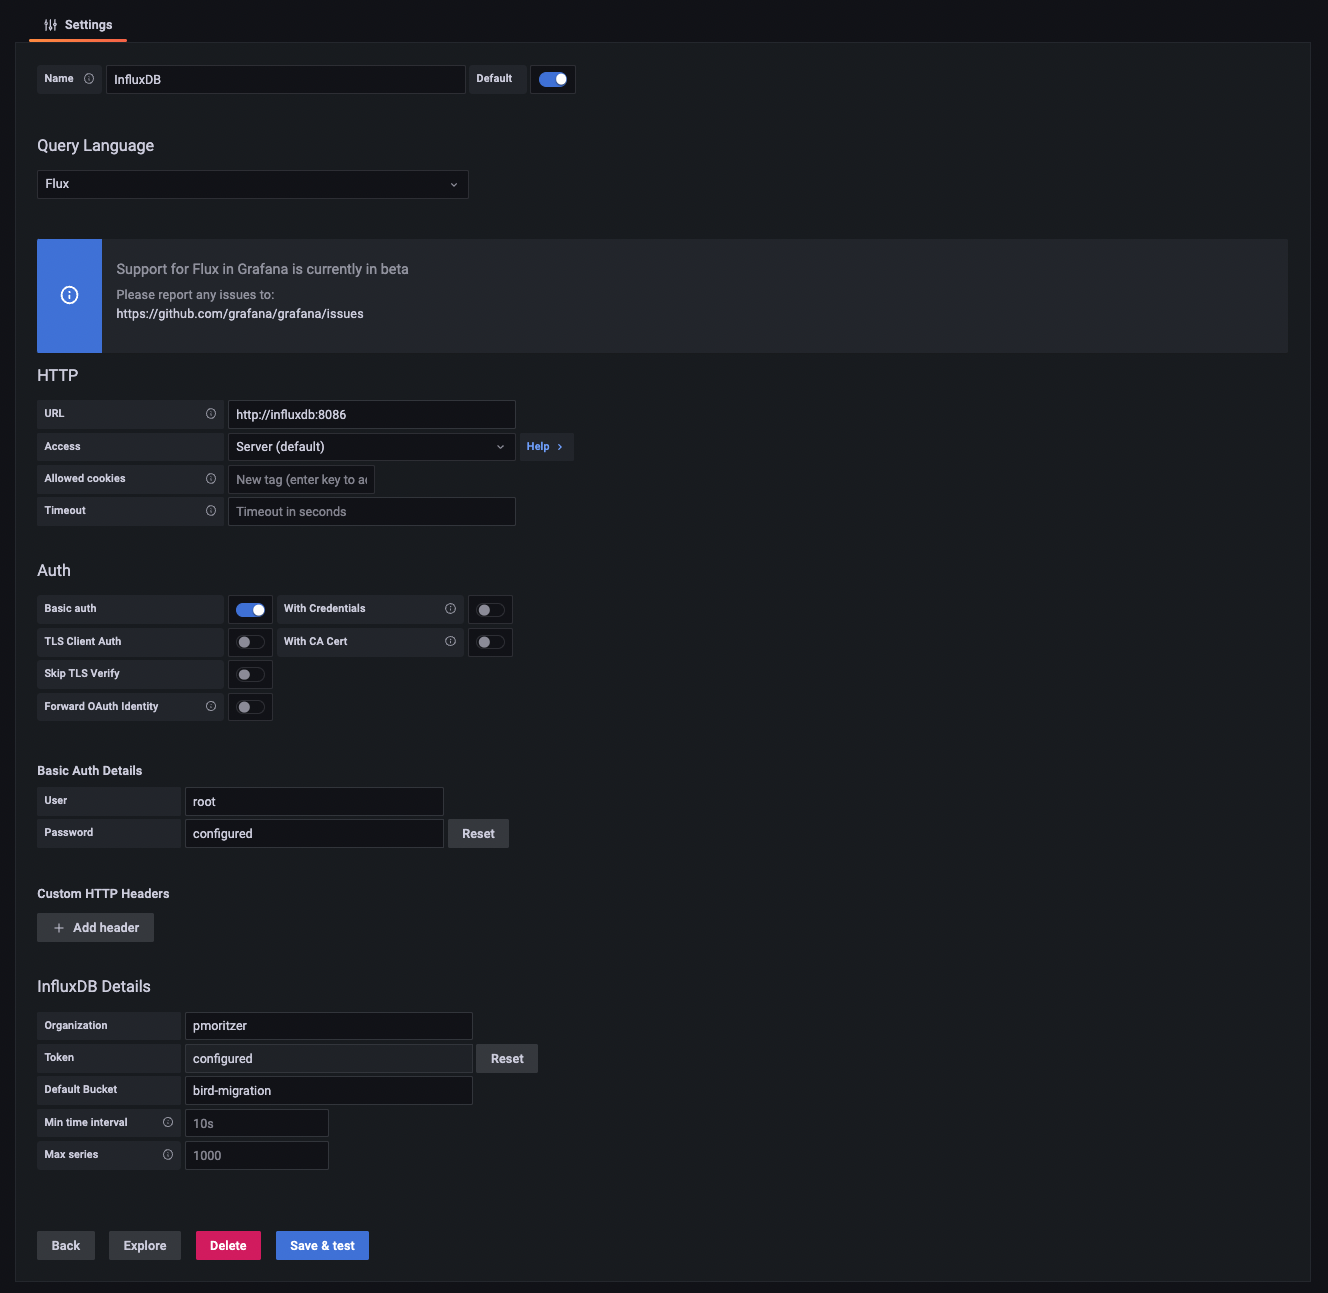 Settings
Name InfluxDB Default
Query Language
Flux
Support for Flux in Grafana is currently in beta
Please report any issues to:
https://github.com/grafana/grafana/issues
HTTP
URL http://influxdb:8086
Access Server (default) Help
Allowed cookies New tag (enter key to a
Timeout Timeout in seconds
Auth
Basic auth With Credentials
TLS Client Auth With CA Cert
Skip TLS Verify
Forward OAuth Identity
Basic Auth Details
User root
Password configured Reset
Custom HTTP Headers
Add header
InfluxDB Details
Organization pmoritzer
Token configured Reset
Default Bucket bird-migration
Min time interval 10s
Max series 1000
Back Explore Delete Save & test